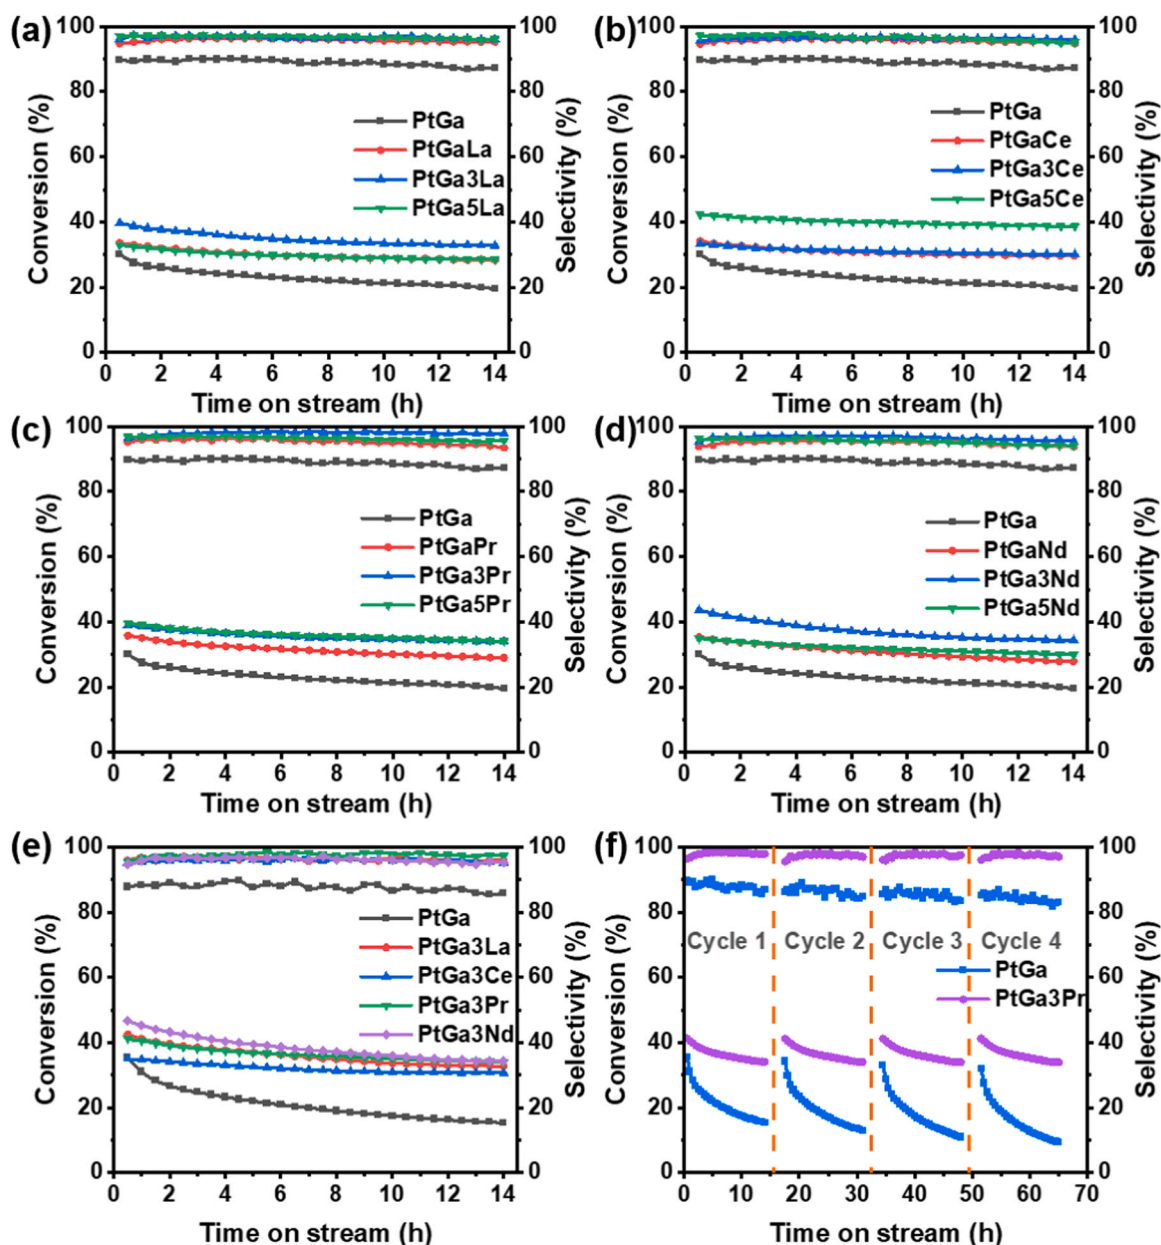 (a)
100
80
60
40
20
0
Conversion (%)
PtGa
PtGaLa
PtGa3La
PtGa5La
100
80
60
40
20
0
Selectivity (%)
0 2 4 6 8 10 12 14
Time on stream (h)
(b)
100
80
60
40
20
0
Conversion (%)
PtGa
PtGaCe
PtGa3Ce
PtGa5Ce
100
80
60
40
20
0
Selectivity (%)
0 2 4 6 8 10 12 14
Time on stream (h)
(c)
100
80
60
40
20
0
Conversion (%)
PtGa
PtGaPr
PtGa3Pr
PtGa5Pr
100
80
60
40
20
0
Selectivity (%)
0 2 4 6 8 10 12 14
Time on stream (h)
(d)
100
80
60
40
20
0
Conversion (%)
PtGa
PtGaNd
PtGa3Nd
PtGa5Nd
100
80
60
40
20
0
Selectivity (%)
0 2 4 6 8 10 12 14
Time on stream (h)
(e)
100
80
60
40
20
0
Conversion (%)
PtGa
PtGa3La
PtGa3Ce
PtGa3Pr
PtGa3Nd
100
80
60
40
20
0
Selectivity (%)
0 2 4 6 8 10 12 14
Time on stream (h)
(f)
100
80
60
40
20
0
Conversion (%)
Cycle 1 Cycle 2 Cycle 3 Cycle 4
PtGa
PtGa3Pr
100
80
60
40
20
0
Selectivity (%)
0 10 20 30 40 50 60 70
Time on stream (h)